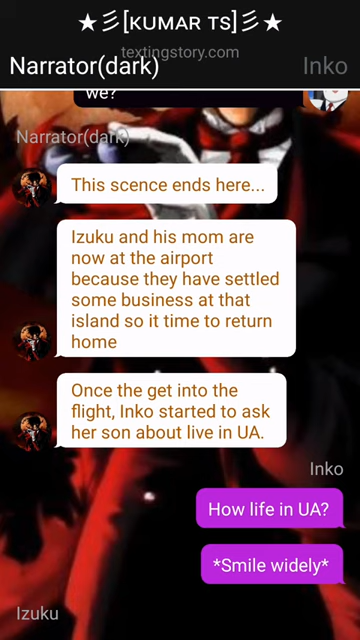 ★彡[ᴋᴜᴍᴀʀ ᴛs]彡★
textingstory.com
Narrator(dark)
Inko
we?
Narrator(dark)
This scence ends here...
Izuku and his mom are
now at the airport
because they have settled
some business at that
island so it time to return
home
Once the get into the
flight, Inko started to ask
her son about live in UA.
Inko
How life in UA?
*Smile widely*
Izuku